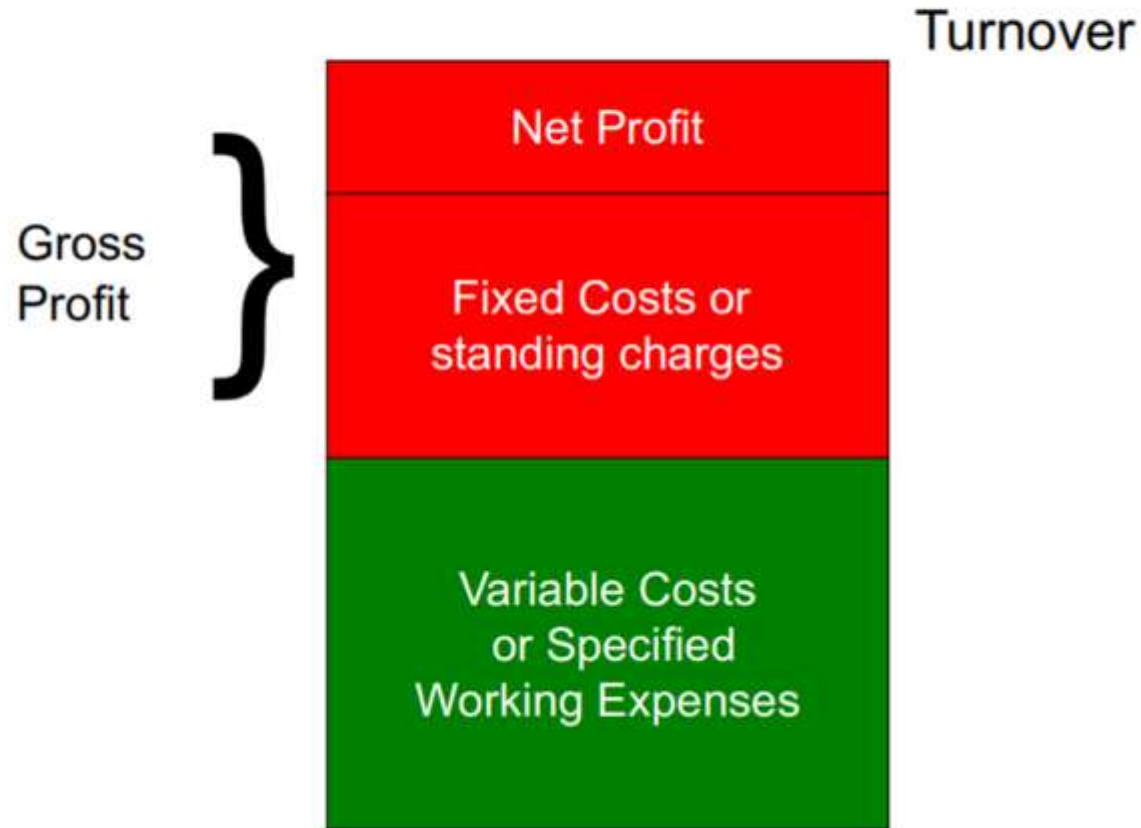 Turnover
Net Profit
Gross
Profit
Fixed Costs or
standing charges
Variable Costs
or Specified
Working Expenses